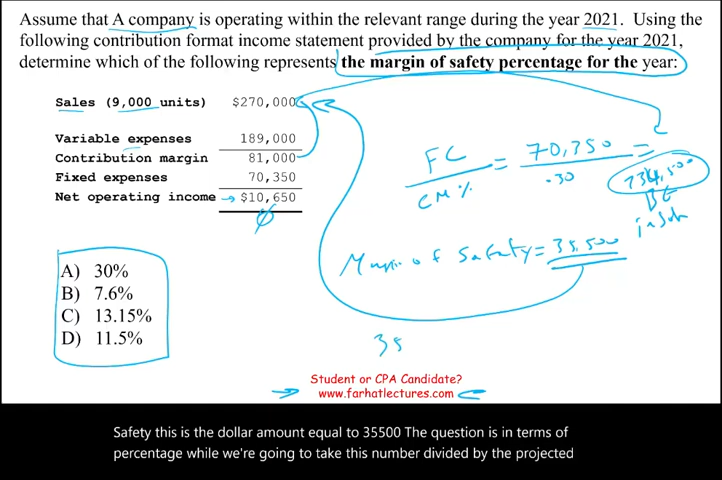 Assume that A company is operating within the relevant range during the year 2021. Using the
following contribution format income statement provided by the company for the year 2021,
determine which of the following represents the margin of safety percentage for the year:
Sales (9,000 units) $270,000
Variable expenses 189,000
Contribution margin 81,000
Fixed expenses 70,350
Net operating income $10,650
FC / CM % = 70,350 / .30 =
234,500
BE
Margin of Safety = 35,500
A) 30%
B) 7.6%
C) 13.15%
D) 11.5%
35
Student or CPA Candidate?
www.farhatlectures.com
Safety this is the dollar amount equal to 35500 The question is in terms of
percentage while we're going to take this number divided by the projected